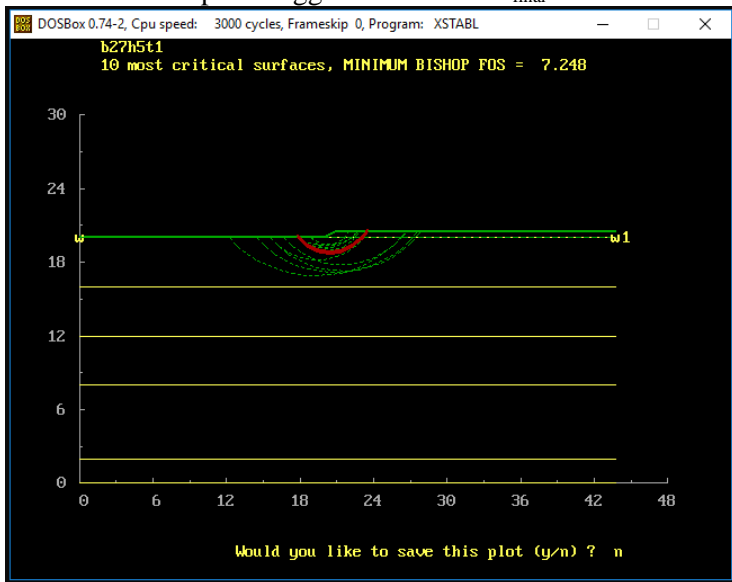 final
DOSBox 0.74-2, Cpu speed: 3000 cycles, Frameskip 0, Program: XSTABL
b27h5t1
10 most critical surfaces, MINIMUM BISHOP FOS = 7.248
30
24
w
w1
18
12
6
0
0 6 12 18 24 30 36 42 48
Would you like to save this plot (y/n) ? n